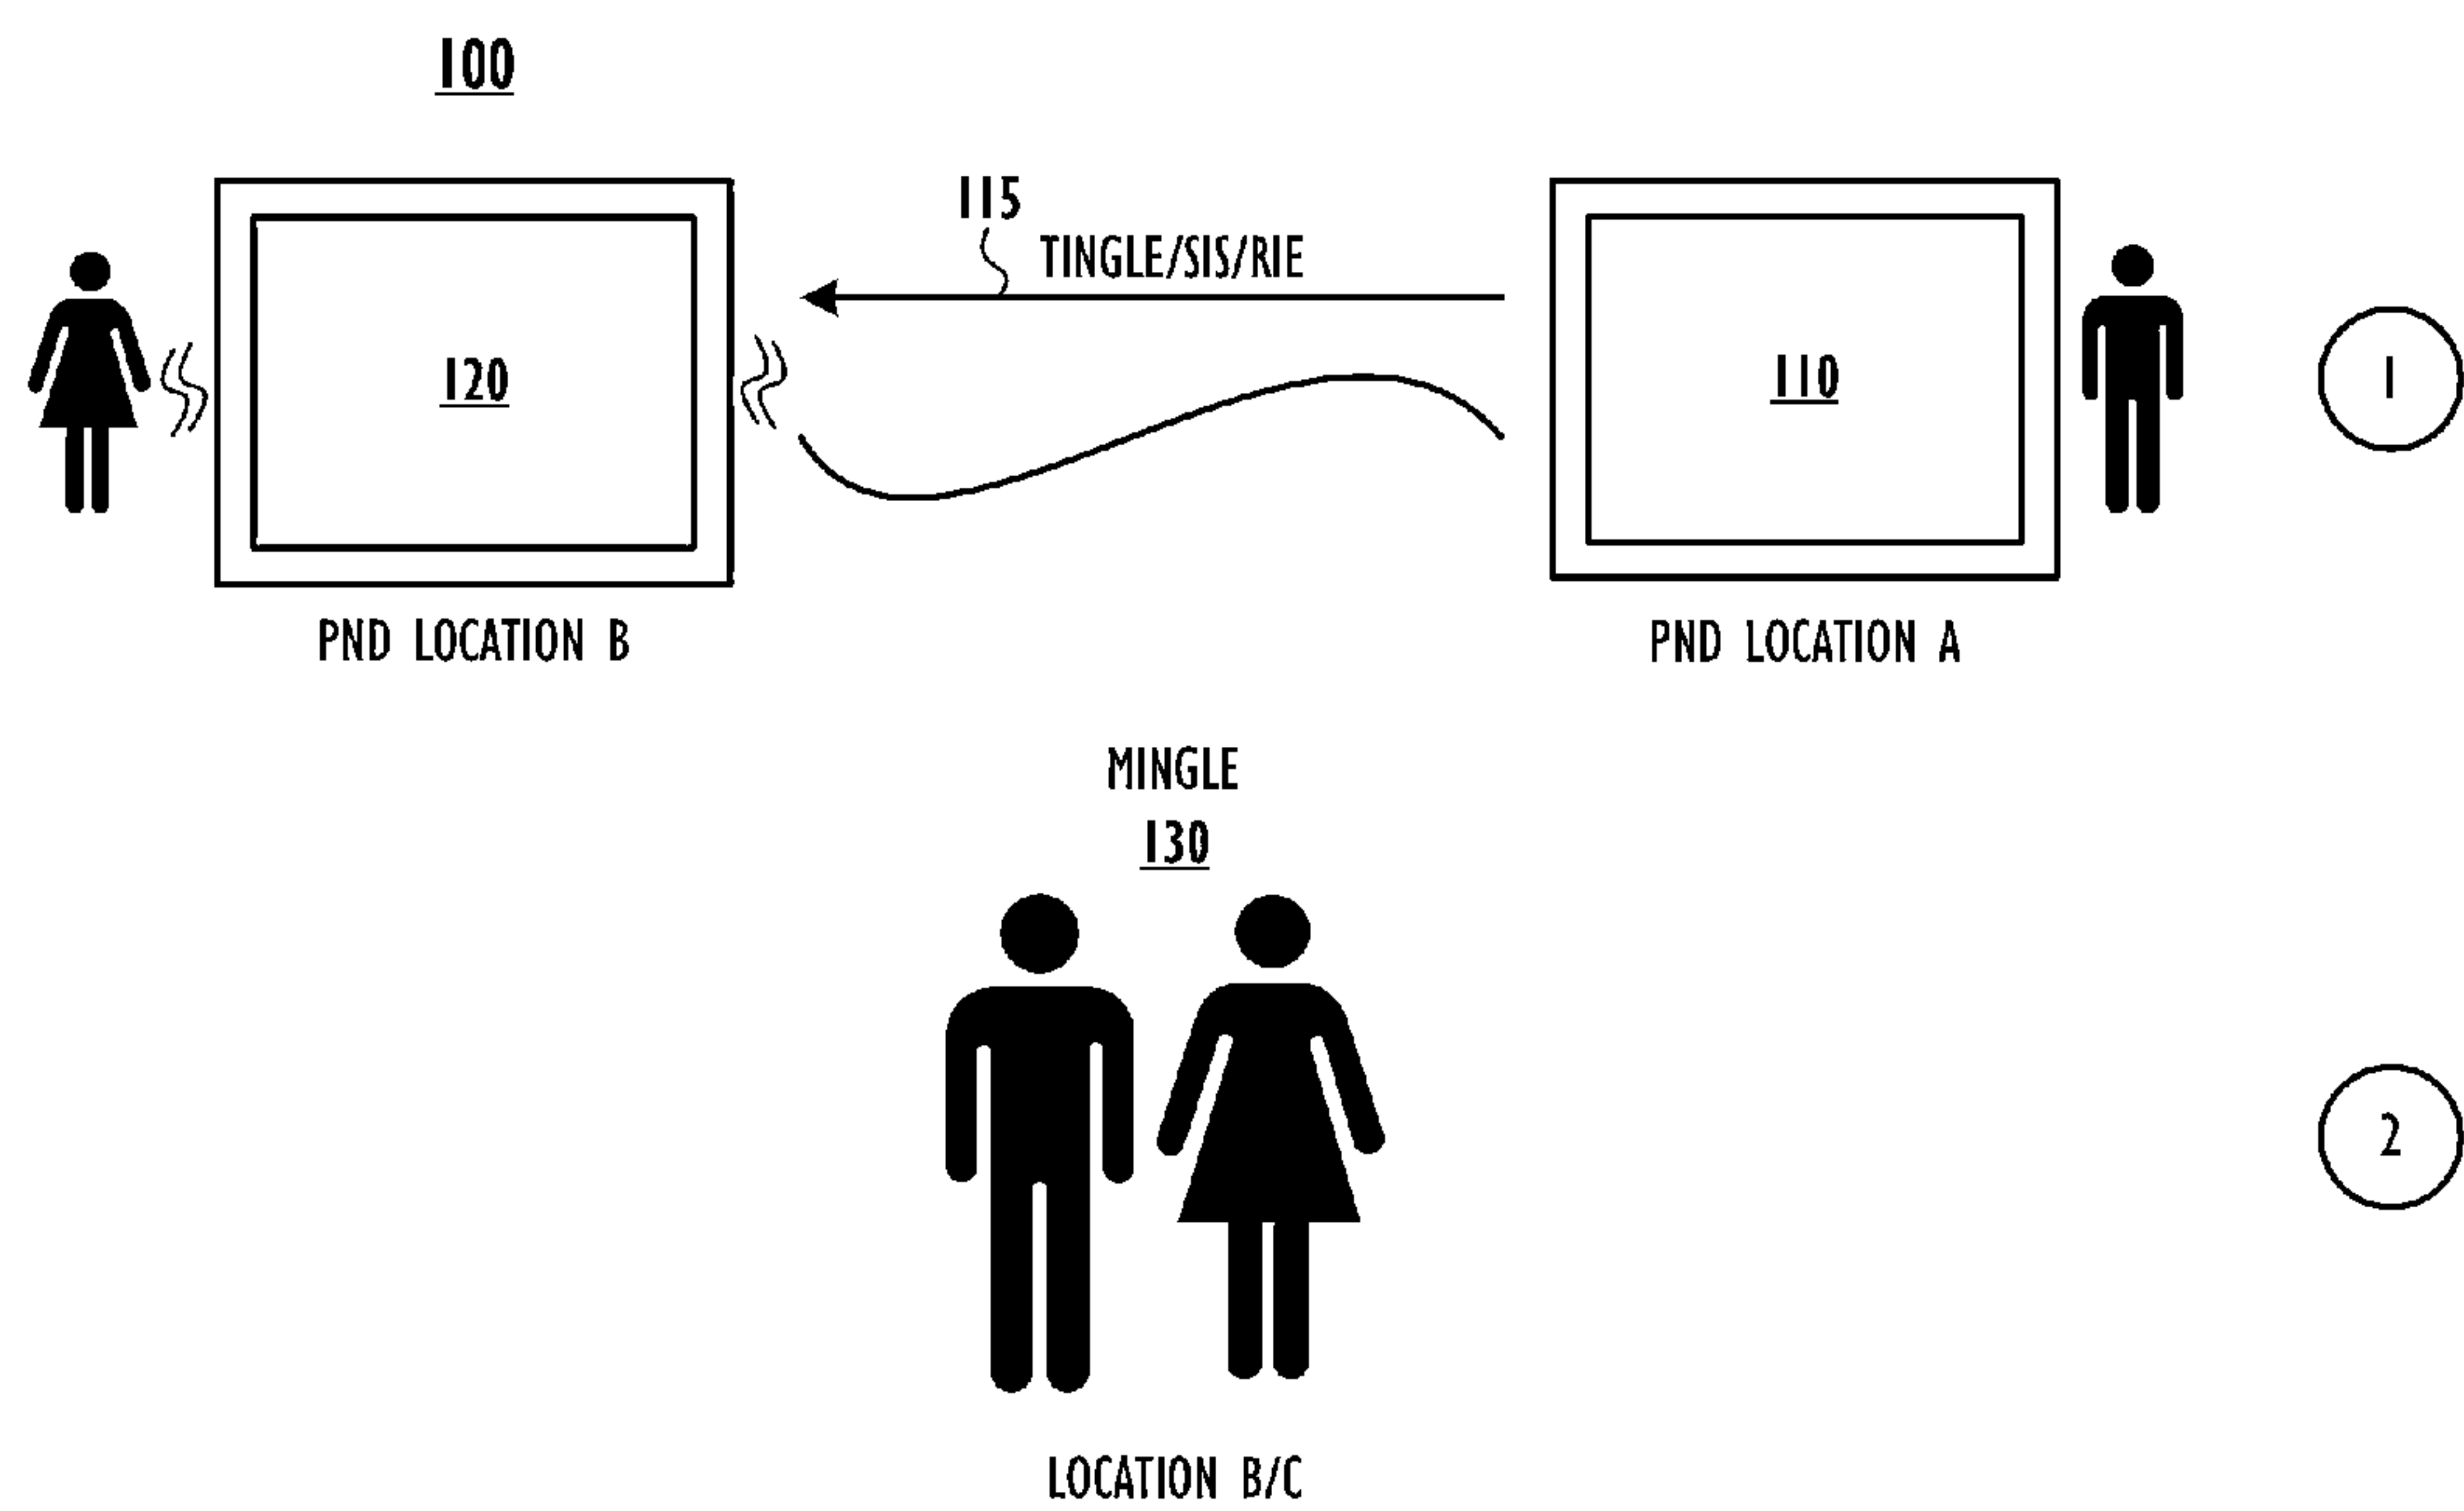 100
115
TINGLE/SIS/RIE
120
110
1
PND LOCATION B
PND LOCATION A
MINGLE
130
2
LOCATION B/C